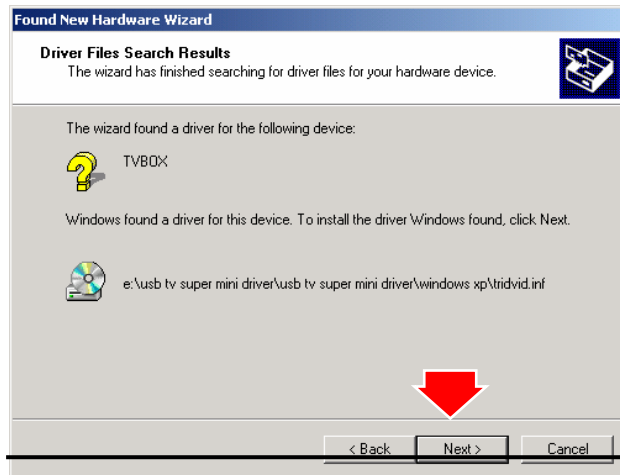 Found New Hardware Wizard
Driver Files Search Results
The wizard has finished searching for driver files for your hardware device.
The wizard found a driver for the following device:
TVBOX
Windows found a driver for this device. To install the driver Windows found, click Next.
e:\usb tv super mini driver\usb tv super mini driver\windows xp\tridvid.inf
< Back Next > Cancel